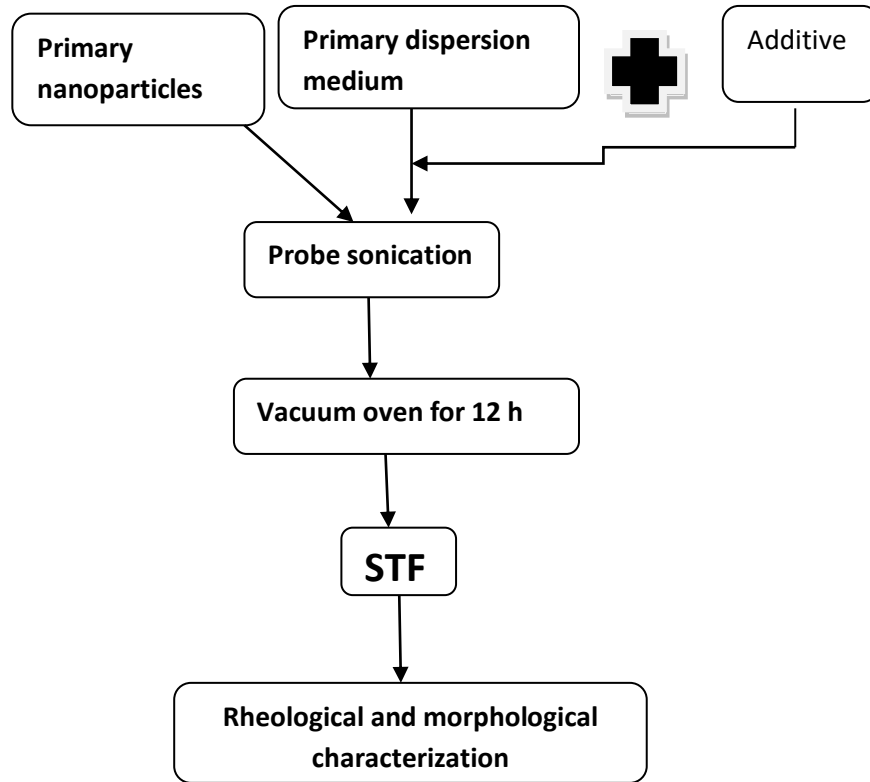 Primary
nanoparticles
Primary dispersion
medium
Additive
Probe sonication
Vacuum oven for 12 h
STF
Rheological and morphological
characterization